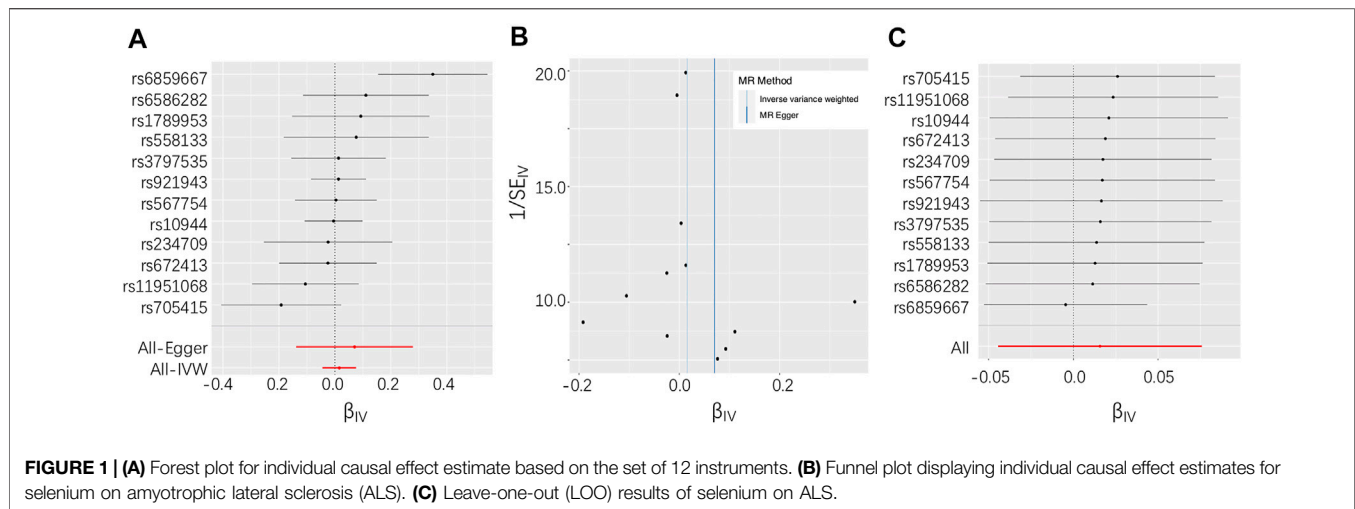 A
rs6859667
rs6586282
rs1789953
rs558133
rs3797535
rs921943
rs567754
rs10944
rs234709
rs672413
rs11951068
rs705415
All-Egger
All-IVW
-0.4
-0.2
0.0
0.2
0.4
βIV
B
20.0
15.0
10.0
1/SEIV
MR Method
Inverse variance weighted
MR Egger
-0.2
0.0
0.2
βIV
C
rs705415
rs11951068
rs10944
rs672413
rs234709
rs567754
rs921943
rs3797535
rs558133
rs1789953
rs6586282
rs6859667
All
-0.05
0.0
0.05
βIV
FIGURE 1 | (A) Forest plot for individual causal effect estimate based on the set of 12 instruments. (B) Funnel plot displaying individual causal effect estimates for
selenium on amyotrophic lateral sclerosis (ALS). (C) Leave-one-out (LOO) results of selenium on ALS.